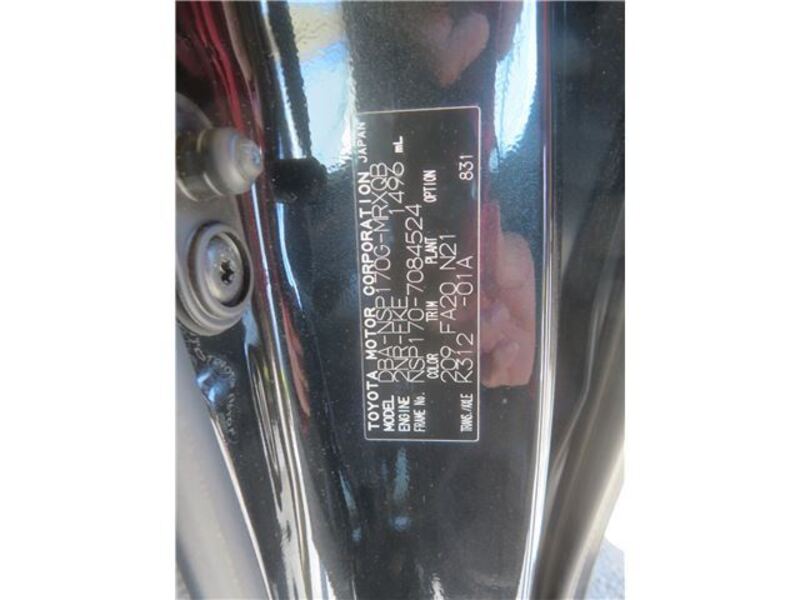 TOYOTA MOTOR CORPORATION JAPAN
MODEL DBA-NSP170G-MRXQB
ENGINE 2NR-FKE 1496 mL
FRAME No. NSP170-7084524
COLOR TRIM PLANT OPTION
209 FA20 N21
TRANS./AXLE K312 -01A 831